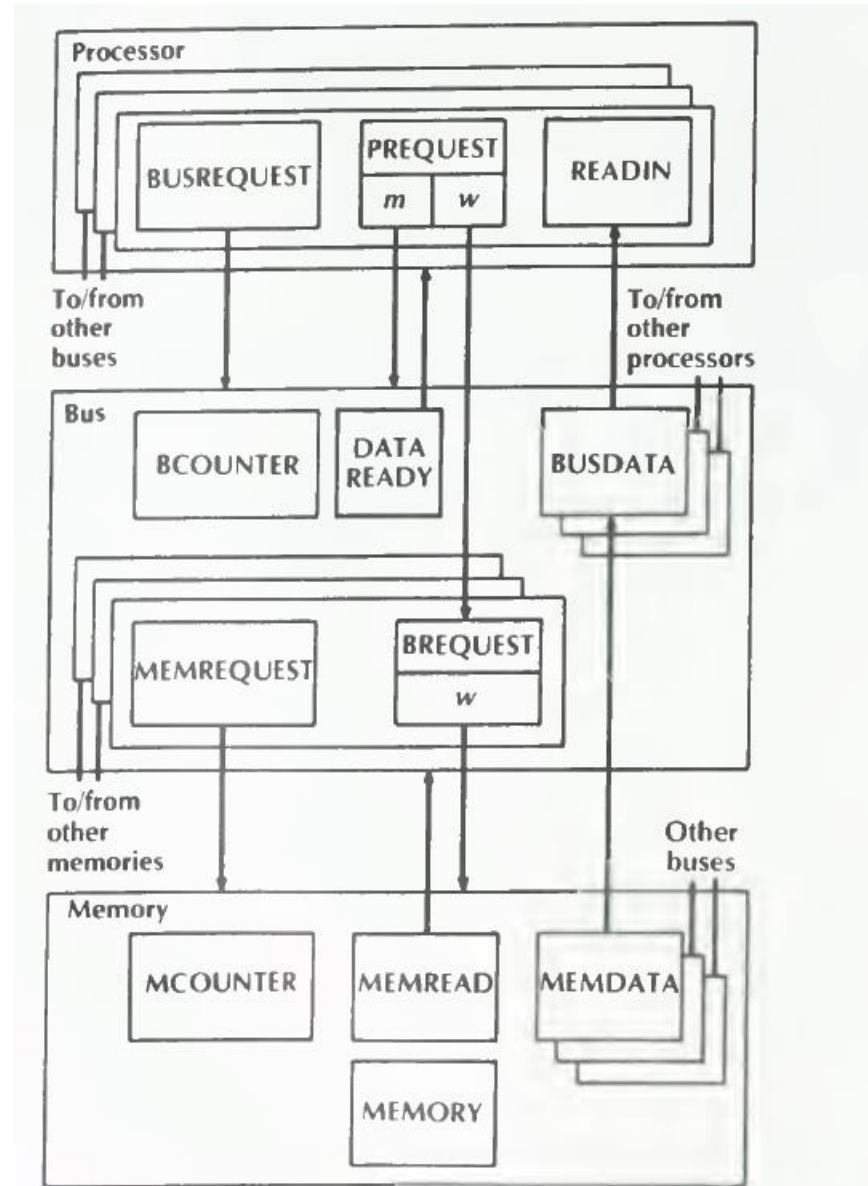 Processor
BUSREQUEST
PREQUEST
m
w
READIN
To/from
other
buses
To/from
other
processors
Bus
BCOUNTER
DATA
READY
BUSDATA
MEMREQUEST
BREQUEST
w
To/from
other
memories
Other
buses
Memory
MCOUNTER
MEMREAD
MEMDATA
MEMORY